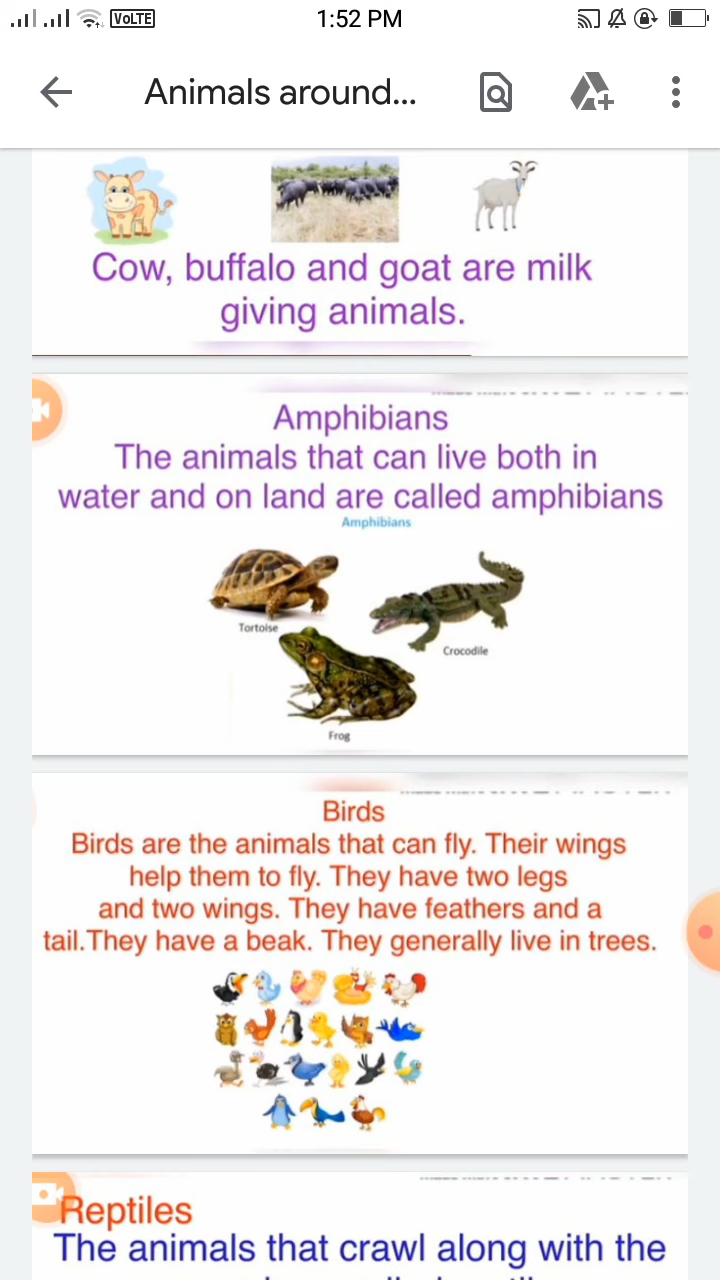 VoLTE 1:52 PM
Animals around...
Cow, buffalo and goat are milk
giving animals.
Amphibians
The animals that can live both in
water and on land are called amphibians
Amphibians
Tortoise
Crocodile
Frog
Birds
Birds are the animals that can fly. Their wings
help them to fly. They have two legs
and two wings. They have feathers and a
tail.They have a beak. They generally live in trees.
Reptiles
The animals that crawl along with the